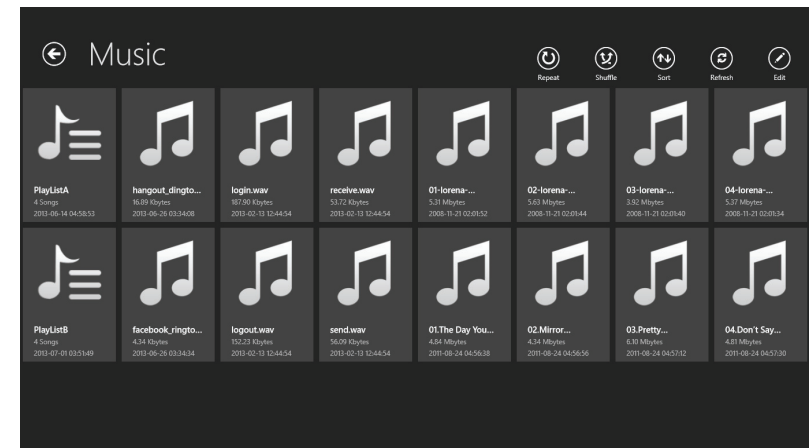 Music
Repeat Shuffle Sort Refresh Edit
PlayListA
4 Songs
2013-06-14 04:58:53
hangout_dingto...
16.89 Kbytes
2013-06-26 03:34:08
login.wav
187.90 Kbytes
2013-02-13 12:44:54
receive.wav
53.72 Kbytes
2013-02-13 12:44:54
01-lorena-...
5.31 Mbytes
2008-11-21 02:01:52
02-lorena-...
5.63 Mbytes
2008-11-21 02:01:44
03-lorena-...
3.92 Mbytes
2008-11-21 02:01:40
04-lorena-...
5.37 Mbytes
2008-11-21 02:01:34
PlayListB
4 Songs
2013-07-01 03:51:49
facebook_ringto...
4.34 Kbytes
2013-06-26 03:34:34
logout.wav
152.23 Kbytes
2013-02-13 12:44:54
send.wav
56.09 Kbytes
2013-02-13 12:44:54
01.The Day You...
4.84 Mbytes
2011-08-24 04:56:38
02.Mirror...
4.34 Mbytes
2011-08-24 04:56:56
03.Pretty...
6.10 Mbytes
2011-08-24 04:57:12
04.Don't Say...
4.81 Mbytes
2011-08-24 04:57:30